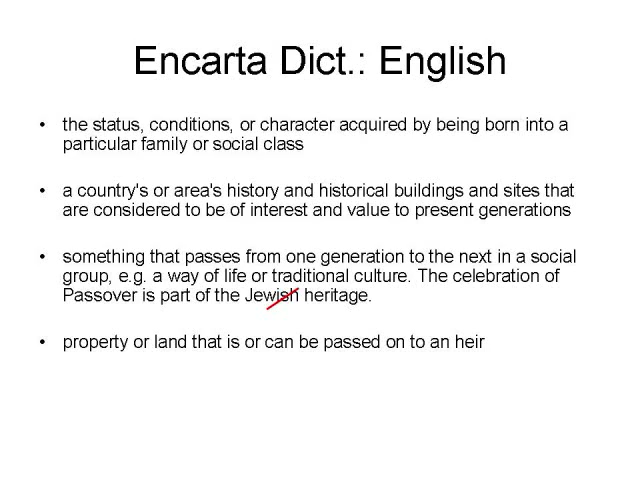 Encarta Dict.: English
• the status, conditions, or character acquired by being born into a
particular family or social class
• a country's or area's history and historical buildings and sites that
are considered to be of interest and value to present generations
• something that passes from one generation to the next in a social
group, e.g. a way of life or traditional culture. The celebration of
Passover is part of the Jewish heritage.
• property or land that is or can be passed on to an heir